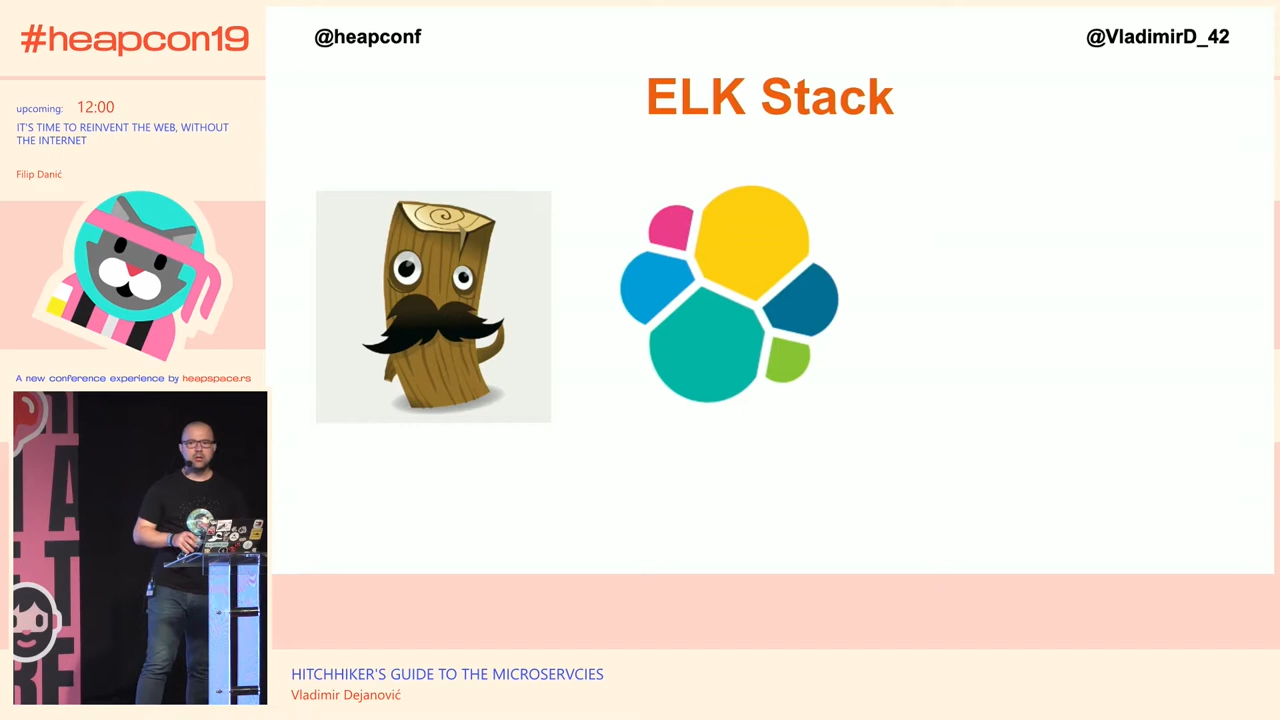 #heapcon19
upcoming: 12:00
IT'S TIME TO REINVENT THE WEB, WITHOUT
THE INTERNET
Filip Danić
A new conference experience by heapspace.rs
@heapconf
@VladimirD_42
ELK Stack
HITCHHIKER'S GUIDE TO THE MICROSERVCIES
Vladimir Dejanović